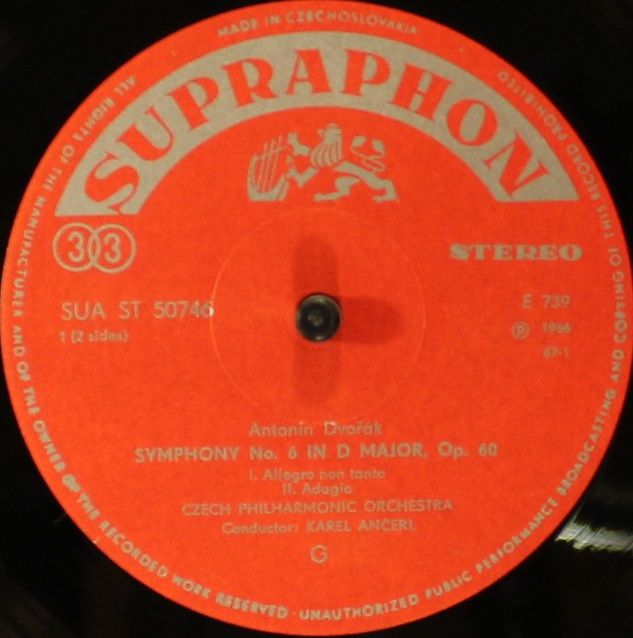 MADE IN CZECHOSLOVAKIA
SUPRAPHON
33
STEREO
SUA ST 50746
E 739
1 (2 sides)
Ⓟ 1966
67-1
Antonín Dvořák
SYMPHONY No. 6 IN D MAJOR, Op. 60
I. Allegro non tanto
II. Adagio
CZECH PHILHARMONIC ORCHESTRA
Conductor: KAREL ANČERL
G
ALL RIGHTS OF THE MANUFACTURER AND OF THE OWNER OF THE RECORDED WORK RESERVED · UNAUTHORIZED PUBLIC PERFORMANCE BROADCASTING AND COPYING OF THIS RECORD PROHIBITED